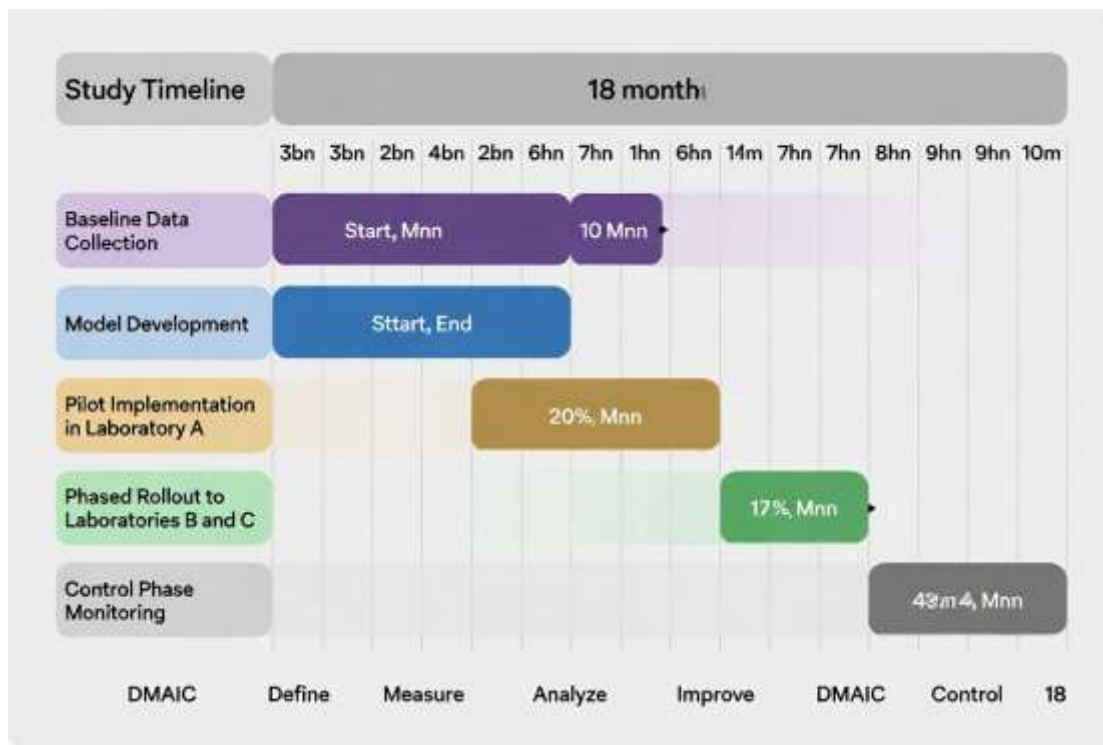 Study Timeline
18 month
3bn 3bn 2bn 4bn 2bn 6hn 7hn 1hn 6hn 14m 7hn 7hn 8hn 9hn 9hn 10m
Baseline Data
Collection
Start, Mnn
10 Mnn
Model Development
Sttart, End
Pilot Implementation
in Laboratory A
20%, Mnn
Phased Rollout to
Laboratories B and C
17%, Mnn
Control Phase
Monitoring
Mnn
DMAIC Define Measure Analyze Improve DMAIC Control 18